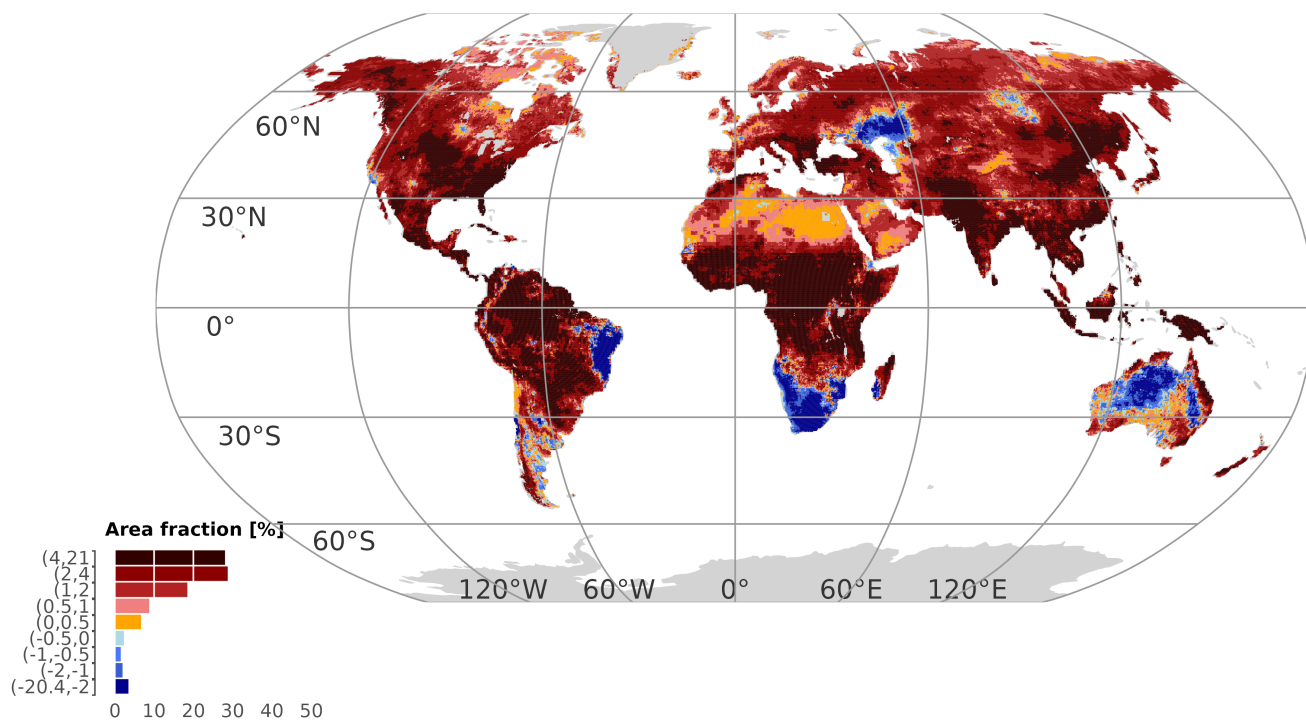 60°N
30°N
0°
30°S
60°S
120°W 60°W 0° 60°E 120°E
Area fraction [%]
(4,21]
(2,4]
(1,2]
(0.5,1]
(0,0.5]
(-0.5,0]
(-1,-0.5]
(-2,-1]
(-20.4,-2]
0 10 20 30 40 50